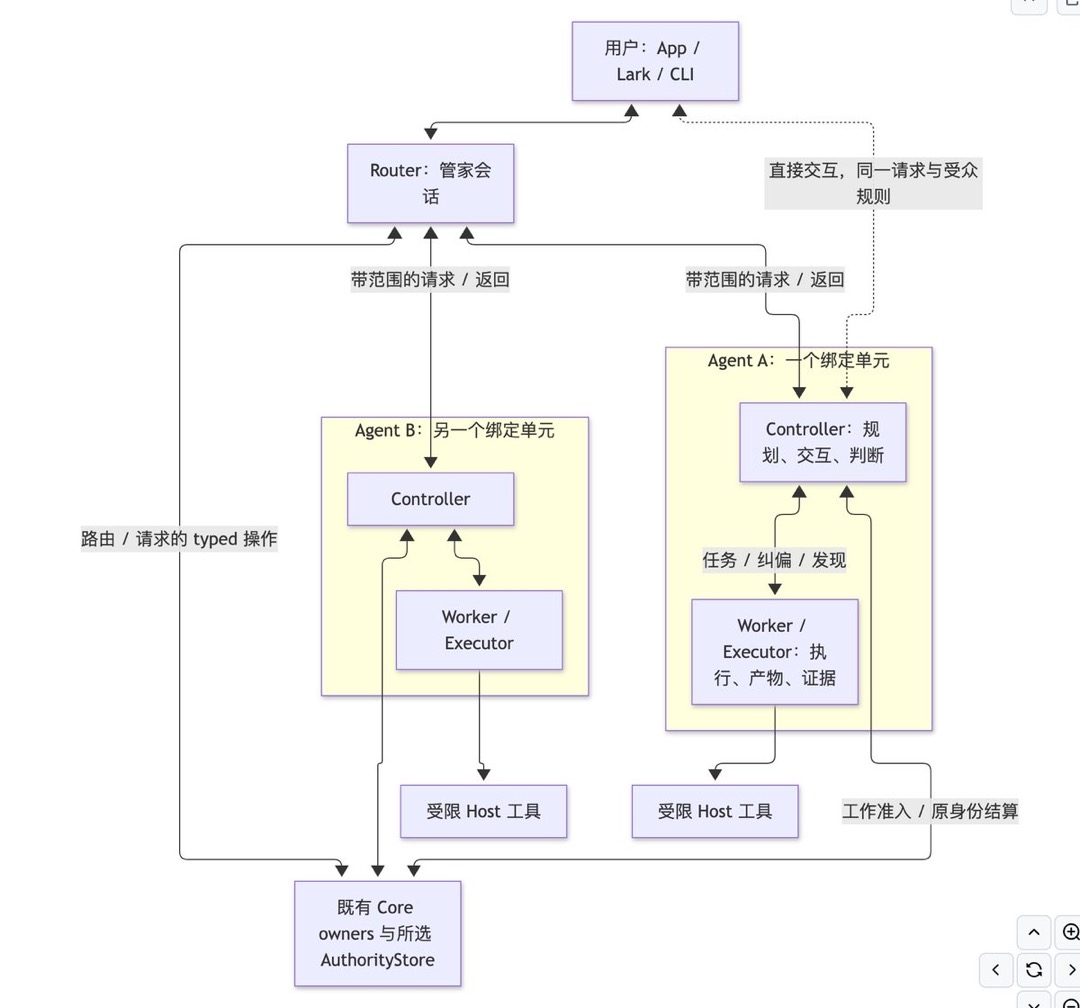 用户：App /
Lark / CLI
Router：管家会
话
直接交互，同一请求与受众
规则
带范围的请求 / 返回
带范围的请求 / 返回
Agent A：一个绑定单元
Controller：规
划、交互、判断
Agent B：另一个绑定单元
Controller
路由 / 请求的 typed 操作
任务 / 纠偏 / 发现
Worker /
Executor
Worker /
Executor：执
行、产物、证据
受限 Host 工具
受限 Host 工具
工作准入 / 原身份结算
既有 Core
owners 与所选
AuthorityStore